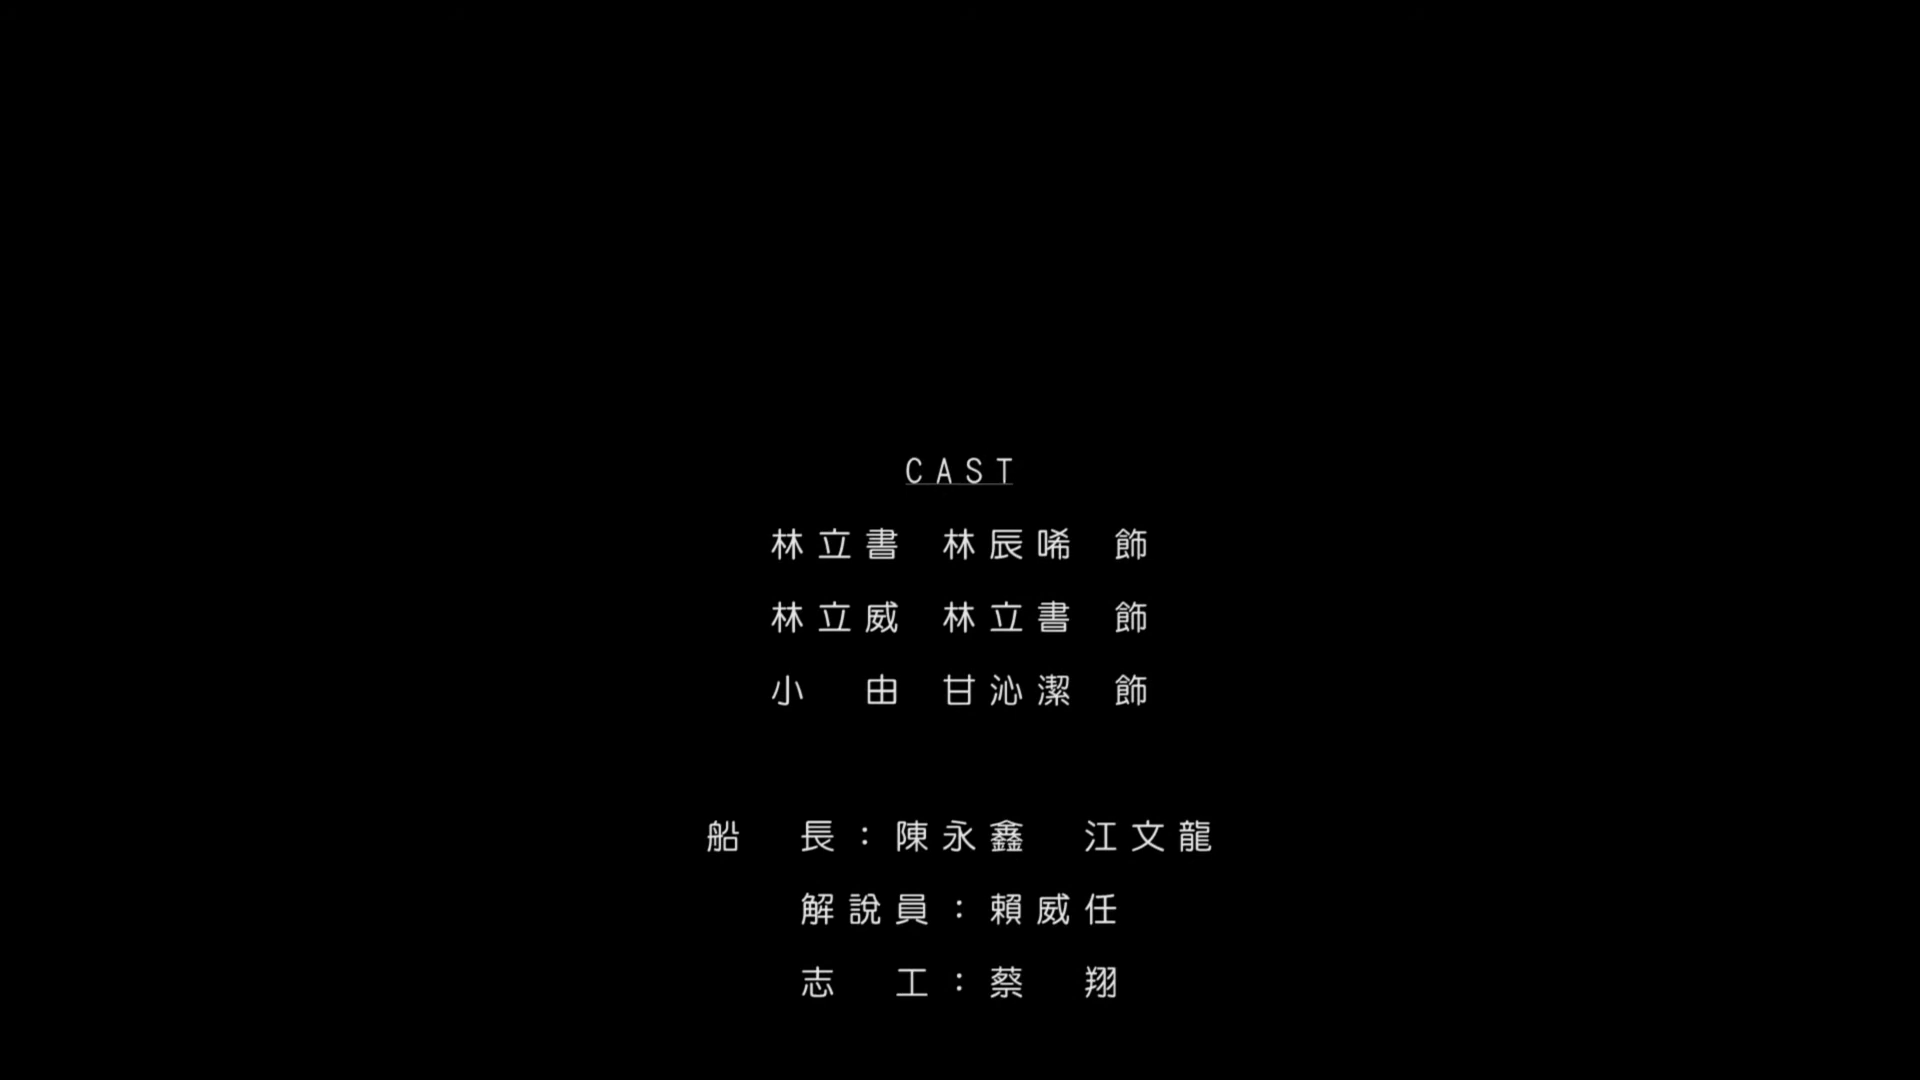 CAST
林立書 林辰唏 飾
林立威 林立書 飾
小 由 甘沁潔 飾
船 長：陳永鑫 江文龍
解說員：賴威任
志 工：蔡 翔